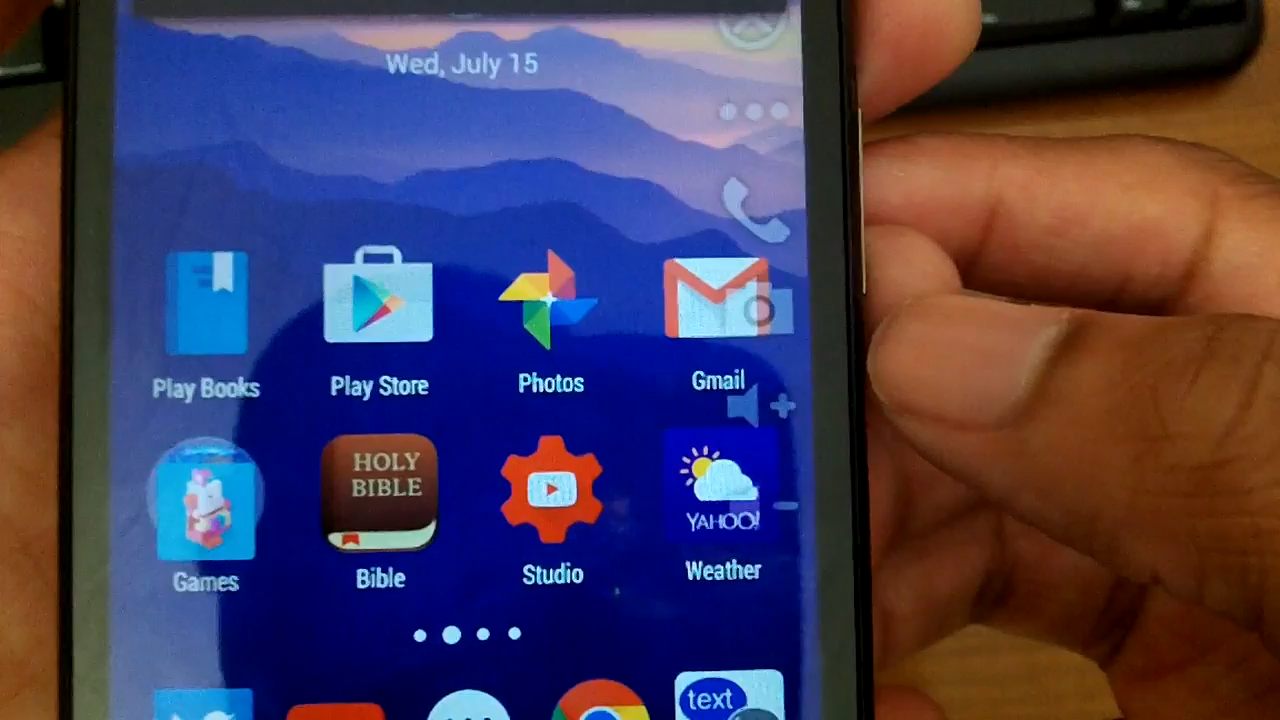 Wed, July 15
Play Books
Play Store
Photos
Gmail
HOLY
BIBLE
YAHOO!
Games
Bible
Studio
Weather
text